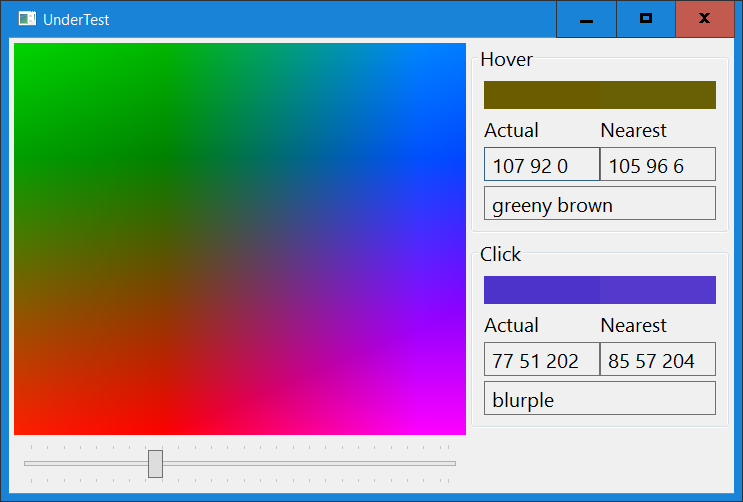 UnderTest
Hover
Actual Nearest
107 92 0 105 96 6
greeny brown
Click
Actual Nearest
77 51 202 85 57 204
blurple